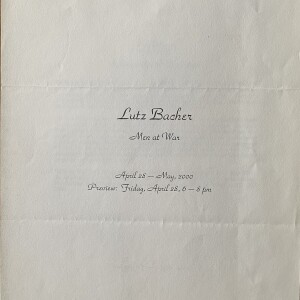 Lutz Bacher
Men at War
April 28 — May, 2000
Preview: Friday, April 28, 6 — 8 pm